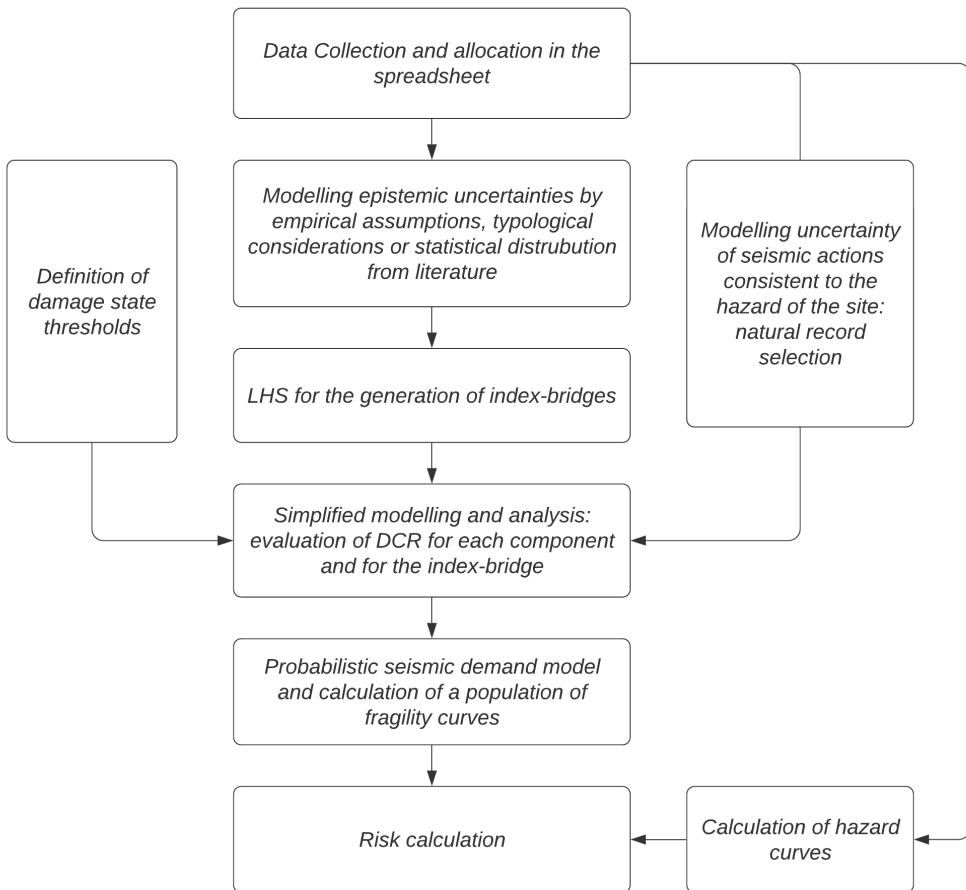 Data Collection and allocation in the
spreadsheet
Modelling epistemic uncertainties by
empirical assumptions, typological
considerations or statistical distrubution
from literature
Definition of
damage state
thresholds
Modelling uncertainty
of seismic actions
consistent to the
hazard of the site:
natural record
selection
LHS for the generation of index-bridges
Simplified modelling and analysis:
evaluation of DCR for each component
and for the index-bridge
Probabilistic seismic demand model
and calculation of a population of
fragility curves
Risk calculation
Calculation of hazard
curves